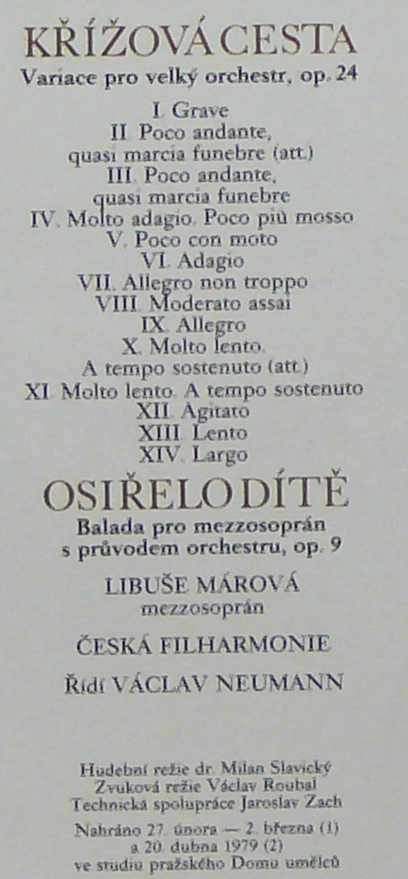 KŘÍŽOVÁ CESTA
Variace pro velký orchestr, op. 24
I. Grave
II. Poco andante,
quasi marcia funebre (att.)
III. Poco andante,
quasi marcia funebre
IV. Molto adagio. Poco più mosso
V. Poco con moto
VI. Adagio
VII. Allegro non troppo
VIII. Moderato assai
IX. Allegro
X. Molto lento.
A tempo sostenuto (att.)
XI. Molto lento. A tempo sostenuto
XII. Agitato
XIII. Lento
XIV. Largo
OSIŘELO DÍTĚ
Balada pro mezzosoprán
s průvodem orchestru, op. 9
LIBUŠE MÁROVÁ
mezzosoprán
ČESKÁ FILHARMONIE
Řídí VÁCLAV NEUMANN
Hudební režie dr. Milan Slavický
Zvuková režie Václav Roubal
Technická spolupráce Jaroslav Zach
Nahráno 27. února — 2. března (1)
a 20. dubna 1979 (2)
ve studiu pražského Domu umělců